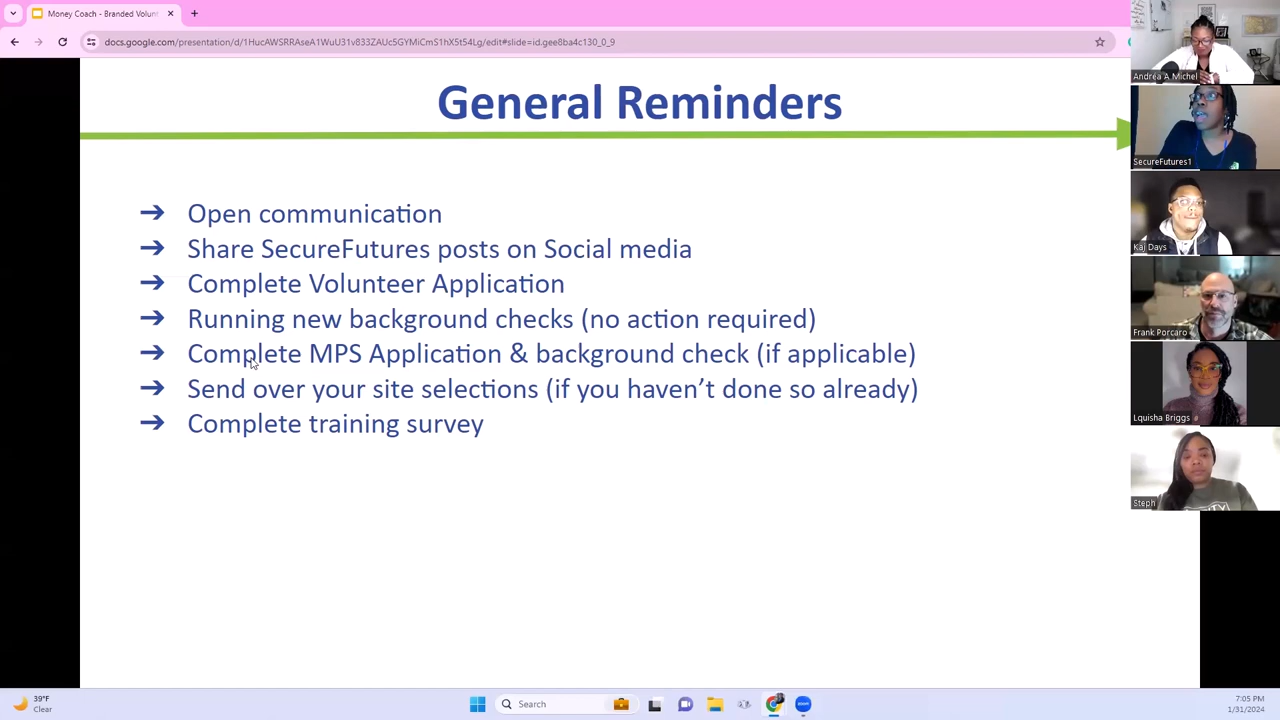 Money Coach - Branded Volun
docs.google.com/presentation/d/1HucAWSRRAseA1WuU31v833ZAUc5GYMiCmS1hX5t54Lg/edit#slide=id.gee8ba4c130_0_9
General Reminders
➔ Open communication
➔ Share SecureFutures posts on Social media
➔ Complete Volunteer Application
➔ Running new background checks (no action required)
➔ Complete MPS Application & background check (if applicable)
➔ Send over your site selections (if you haven't done so already)
➔ Complete training survey
Andrea A Michel
SecureFutures1
Kai Days
Frank Porcaro
Lquisha Briggs
Steph
39°F
Clear
Search
zoom
7:05 PM
1/31/2024